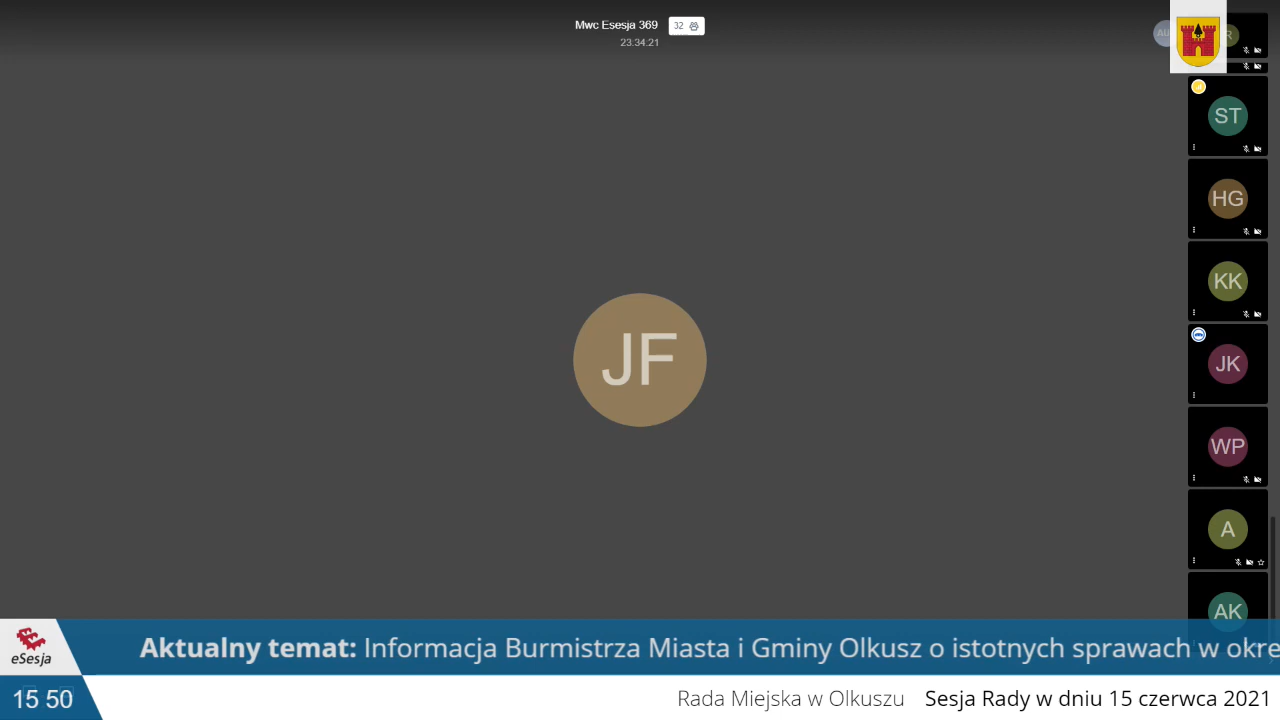 Mwc Esesja 369
32
23:34:21
AU
R
ST
HG
KK
JK
WP
A
AK
JF
eSesja
Aktualny temat: Informacja Burmistrza Miasta i Gminy Olkusz o istotnych sprawach w okre
15 50
Rada Miejska w Olkuszu Sesja Rady w dniu 15 czerwca 2021